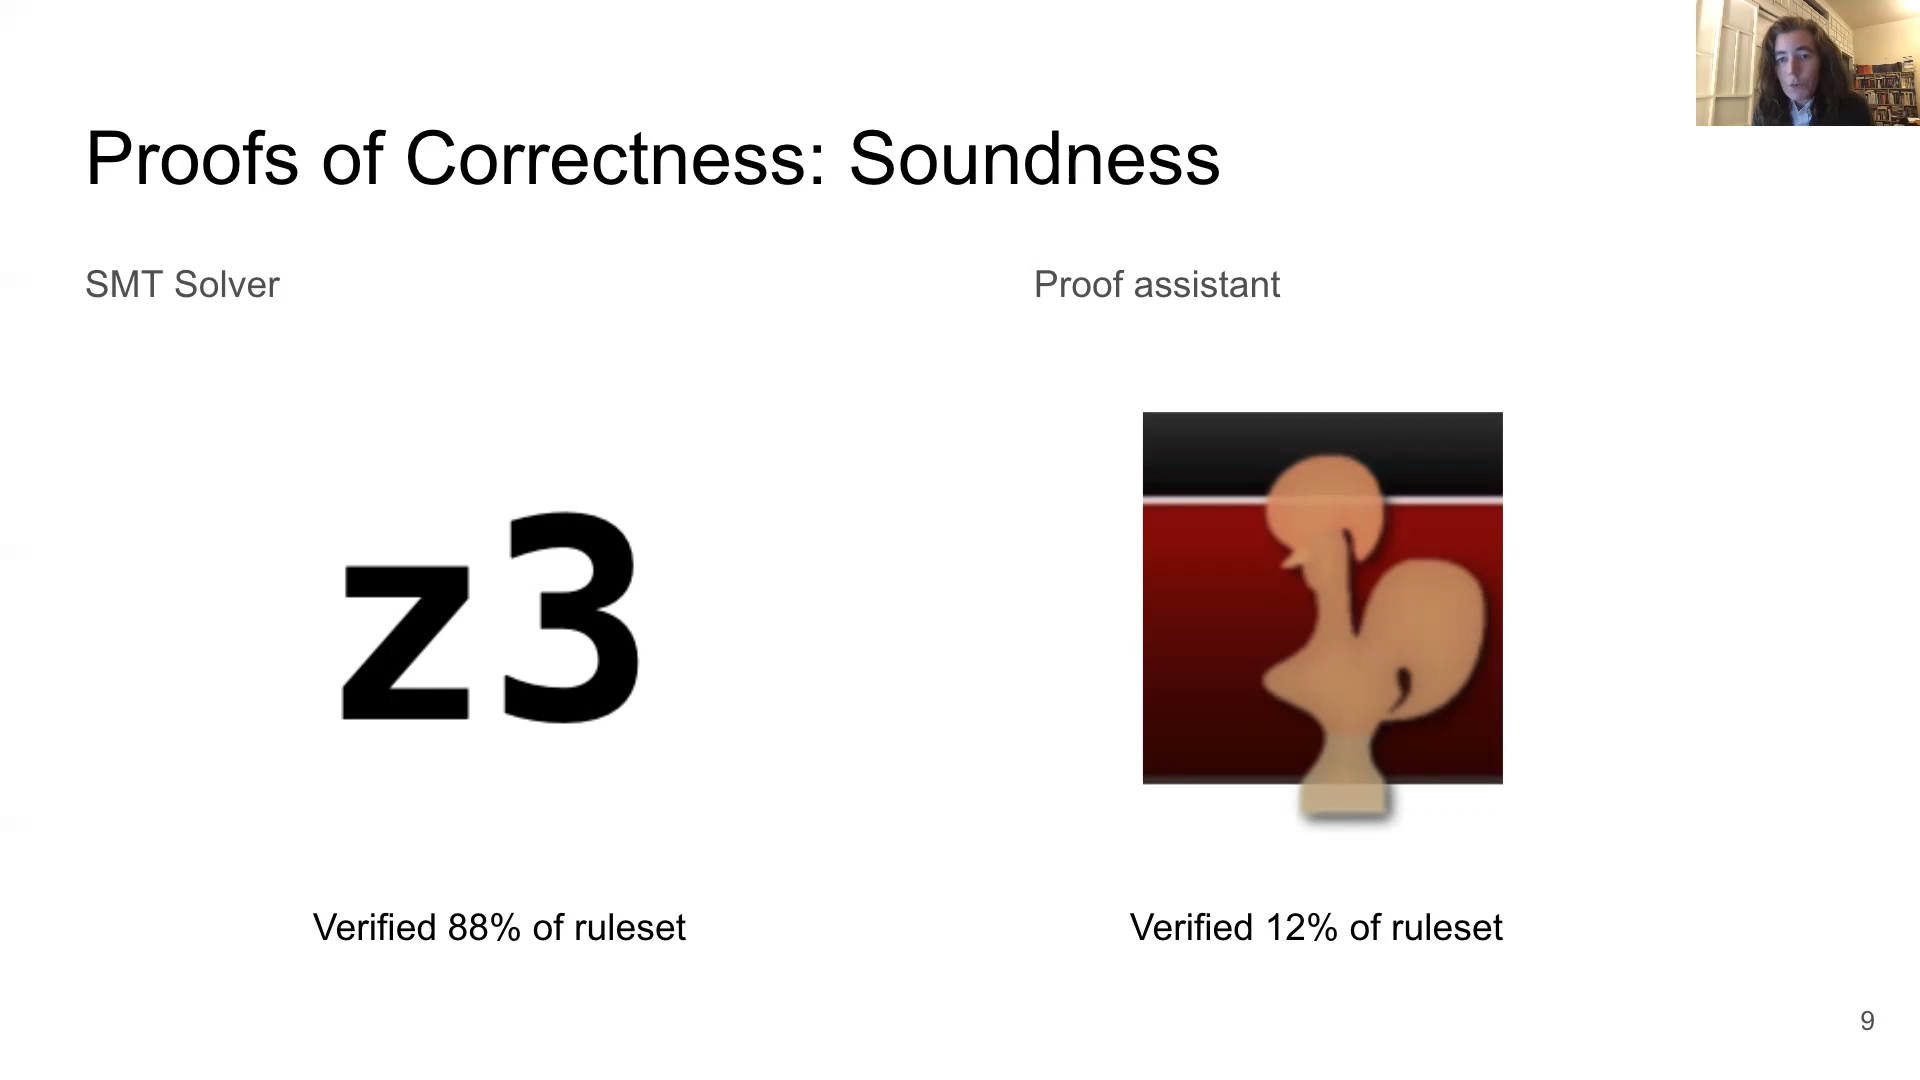 Proofs of Correctness: Soundness
SMT Solver
Proof assistant
z3
Verified 88% of ruleset
Verified 12% of ruleset
9